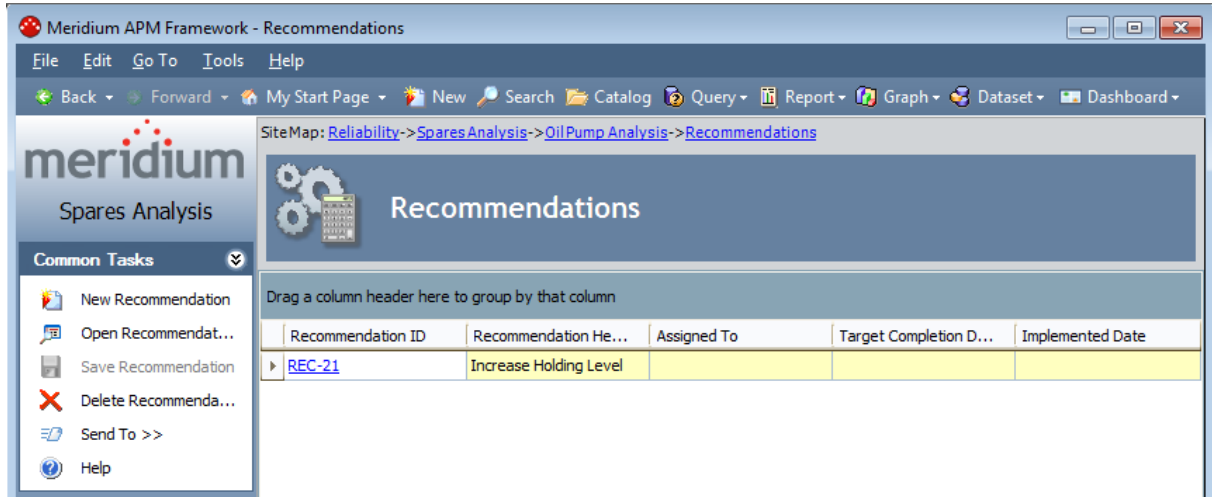 Meridium APM Framework - Recommendations
File Edit Go To Tools Help
Back Forward My Start Page New Search Catalog Query Report Graph Dataset Dashboard
meridium
Spares Analysis
Common Tasks
New Recommendation
Open Recommendat...
Save Recommendation
Delete Recommenda...
Send To >>
Help
Site Map: Reliability->Spares Analysis->Oil Pump Analysis->Recommendations
Recommendations
Drag a column header here to group by that column
Recommendation ID Recommendation He... Assigned To Target Completion D... Implemented Date
REC-21 Increase Holding Level